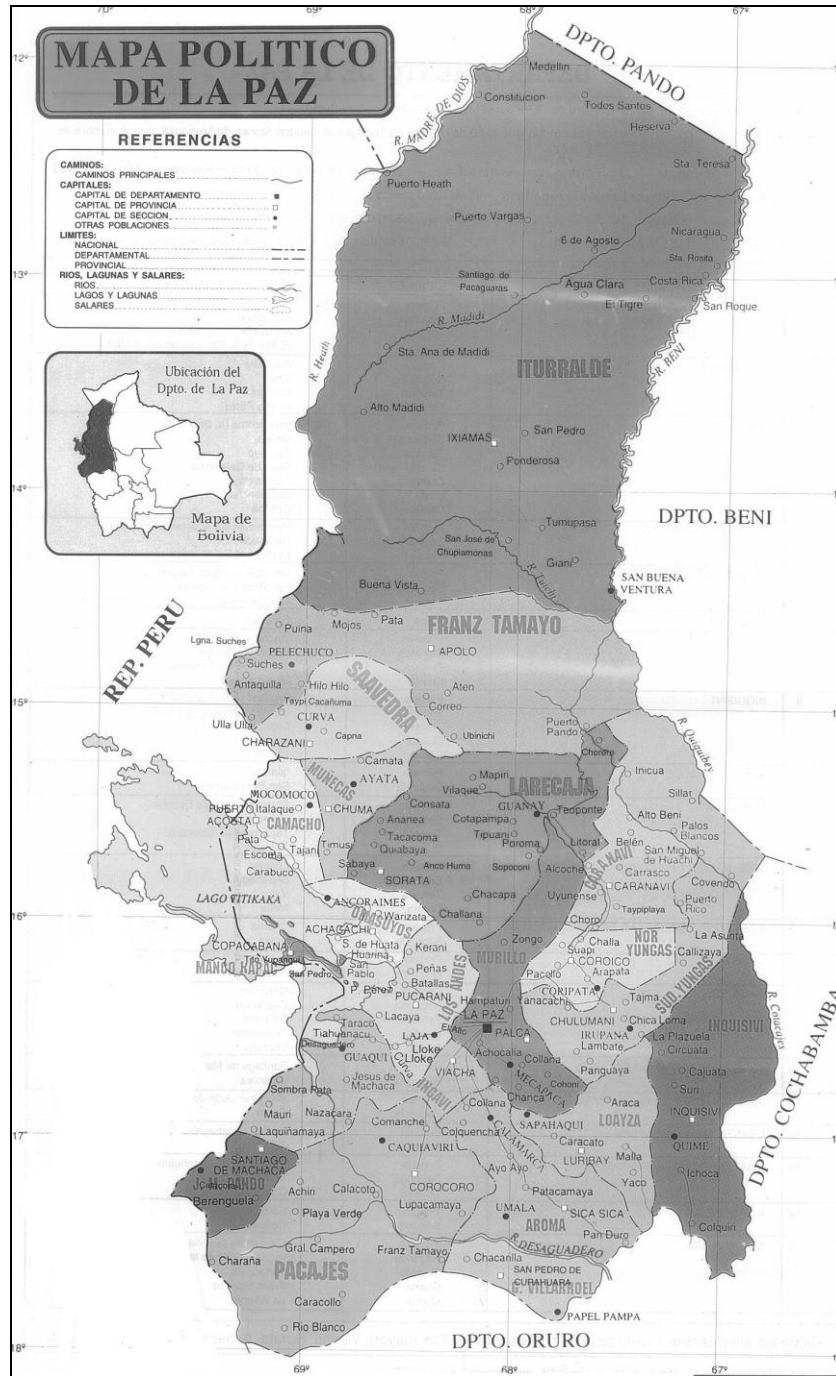 70°
69°
68°
67°
MAPA POLITICO
DE LA PAZ
REFERENCIAS
CAMINOS:
CAMINOS PRINCIPALES
CAPITALES:
CAPITAL DE DEPARTAMENTO
CAPITAL DE PROVINCIA
CAPITAL DE SECCION
OTRAS POBLACIONES
LIMITES:
NACIONAL
DEPARTAMENTAL
PROVINCIAL
RIOS, LAGUNAS Y SALARES:
RIOS
LAGOS Y LAGUNAS
SALARES
Ubicación del
Dpto. de La Paz
Mapa de
Bolivia
12°
13°
14°
15°
16°
17°
18°
DPTO. PANDO
R. MADRE DE DIOS
Medellin
Constitucion
Todos Santos
Heserva
Sta. Teresa
Puerto Heath
Puerto Vargas
6 de Agosto
Nicaragua
Sta. Rosita
Santiago de
Pacaguaras
Agua Clara
Costa Rica
El Tigre
San Roque
R. Madidi
R. Heath
Sta. Ana de Madidi
ITURRALDE
R. BENI
Alto Madidi
IXIAMAS
San Pedro
Ponderosa
DPTO. BENI
Tumupasa
San José de
Chupiamonas
Giani
R. Tuichi
Buena Vista
SAN BUENA
VENTURA
REP. PERU
Lgna. Suches
Puina
Mojos
Pata
FRANZ TAMAYO
PELECHUCO
APOLO
Suches
Antaquilla
Hilo Hilo
SAAVEDRA
Aten
Correo
Taypi Cacañuma
CURVA
Ulla Ulla
Capna
Ubinichi
CHARAZANI
Puerto
Pando
Chorere
R. Quiquibey
Camata
MUÑECAS
AYATA
Mapiri
Vilaque
LARECAJA
Inicua
Sillar
MOCOMOCO
PUERTO
ACOSTA
Italaque
CHUMA
Consata
GUANAY
Teoponte
CAMACHO
Ananea
Cotapampa
Alto Beni
Palos
Blancos
Tacacoma
Tipuani
Belén
Pata
Tajani
Timusi
Quiabaya
Poroma
Litoral
San Miguel
de Huachi
Escoma
Anco Huma
Sopoconi
Alcoche
CARANAVI
Carrasco
Carabuco
Sabaya
SORATA
Uyunense
CARANAVI
Covendo
Chacapa
Taypiplaya
Puerto
Rico
LAGO TITIKAKA
ANCORAIMES
Warizata
Challana
Choro
OMASUYOS
ACHACACHI
La Asunta
S. de Huata
Zongo
Challa
NOR
YUNGAS
COPACABANA
Tito Yupanqui
Huarina
Kerani
MURILLO
Suapi
COROICO
Callizaya
MANCO KAPAC
San Pedro
San
Pablo
Peñas
Pacollo
Arapata
P. Pérez
Batallas
LOS ANDES
CORIPATA
SUD YUNGAS
PUCARANI
Hampaturi
Yanacachi
Tajma
Taraco
Lacaya
LA PAZ
CHULUMANI
Chica Loma
INQUISIVI
R. Cotacajes
Tiahuanacu
LAJA
El Alto
PALCA
IRUPANA
La Plazuela
Desaguadero
Lloke
Lloke
Achocalla
Lambate
Circuata
GUAQUI
Curva
VIACHA
Collana
Pariguaya
Cajuata
Jesus de
Machaca
INGAVI
MECAPACA
Cohoni
Suri
Sombra Pata
Collana
Chanca
Araca
INQUISIVI
Mauri
Nazacara
Comanche
Colquencha
SAPAHAQUI
LOAYZA
Laquiñamaya
CALAMARCA
Caracato
QUIME
DPTO. COCHABAMBA
SANTIAGO
DE MACHACA
CAQUIAVIRI
LURIBAY
Malla
Ichoca
J. M. PANDO
Ayo Ayo
Yaco
Berenguela
Achiri
Calacoto
COROCORO
Patacamaya
Lupacamaya
UMALA
SICA SICA
Colquiri
Playa Verde
AROMA
Pan Duro
Gral. Campero
Franz Tamayo
Chacarilla
R. DESAGUADERO
Charaña
PACAJES
SAN PEDRO DE
CURAHUARA
G. VILLARROEL
Caracollo
PAPEL PAMPA
Rio Blanco
DPTO. ORURO
69°
68°
67°